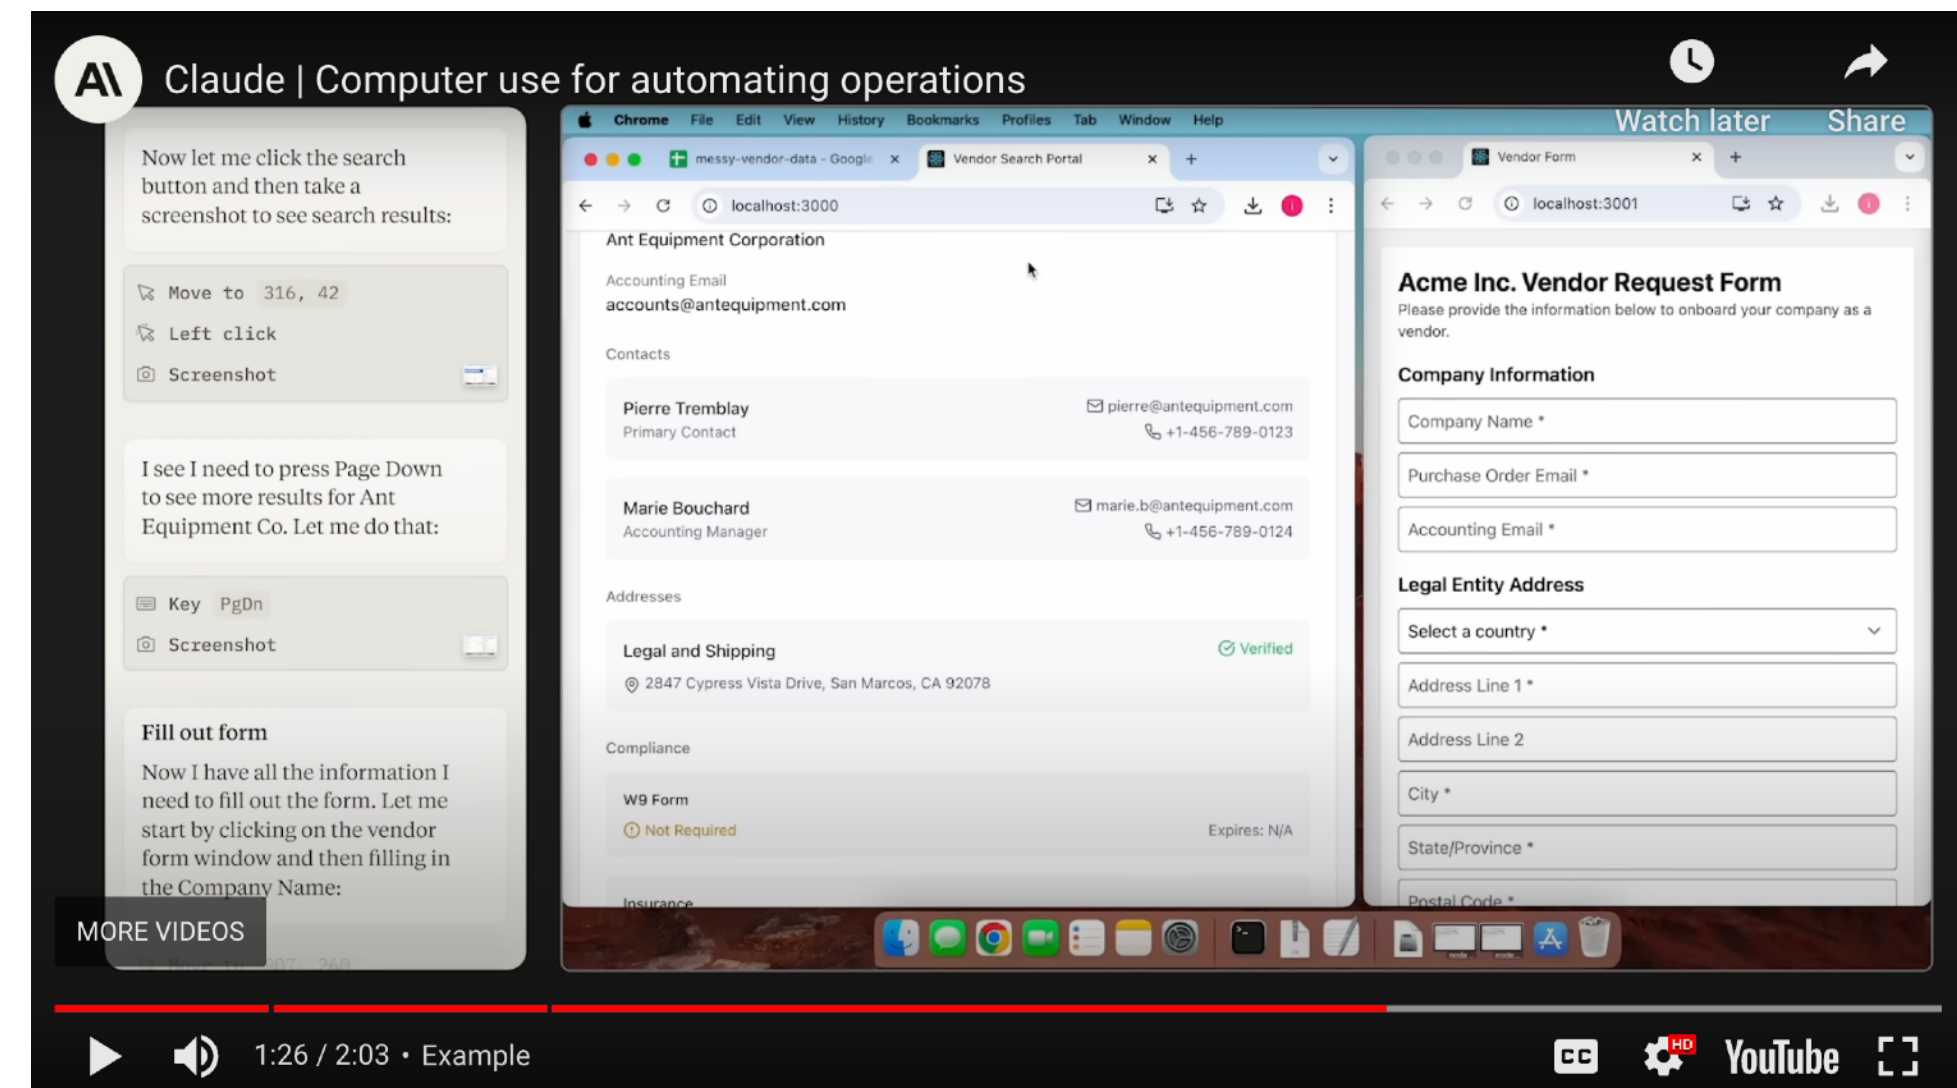 Claude | Computer use for automating operations
Watch later
Share
Now let me click the search
button and then take a
screenshot to see search results:
Move to 316, 42
Left click
Screenshot
I see I need to press Page Down
to see more results for Ant
Equipment Co. Let me do that:
Key PgDn
Screenshot
Fill out form
Now I have all the information I
need to fill out the form. Let me
start by clicking on the vendor
form window and then filling in
the Company Name:
Move to 907, 260
MORE VIDEOS
Chrome File Edit View History Bookmarks Profiles Tab Window Help
messy-vendor-data - Google
Vendor Search Portal
localhost:3000
Ant Equipment Corporation
Accounting Email
accounts@antequipment.com
Contacts
Pierre Tremblay
Primary Contact
pierre@antequipment.com
+1-456-789-0123
Marie Bouchard
Accounting Manager
marie.b@antequipment.com
+1-456-789-0124
Addresses
Legal and Shipping
Verified
2847 Cypress Vista Drive, San Marcos, CA 92078
Compliance
W9 Form
Not Required
Expires: N/A
Insurance
Vendor Form
localhost:3001
Acme Inc. Vendor Request Form
Please provide the information below to onboard your company as a
vendor.
Company Information
Company Name *
Purchase Order Email *
Accounting Email *
Legal Entity Address
Select a country *
Address Line 1 *
Address Line 2
City *
State/Province *
Postal Code *
node
node
1:26 / 2:03 • Example
CC
HD
YouTube